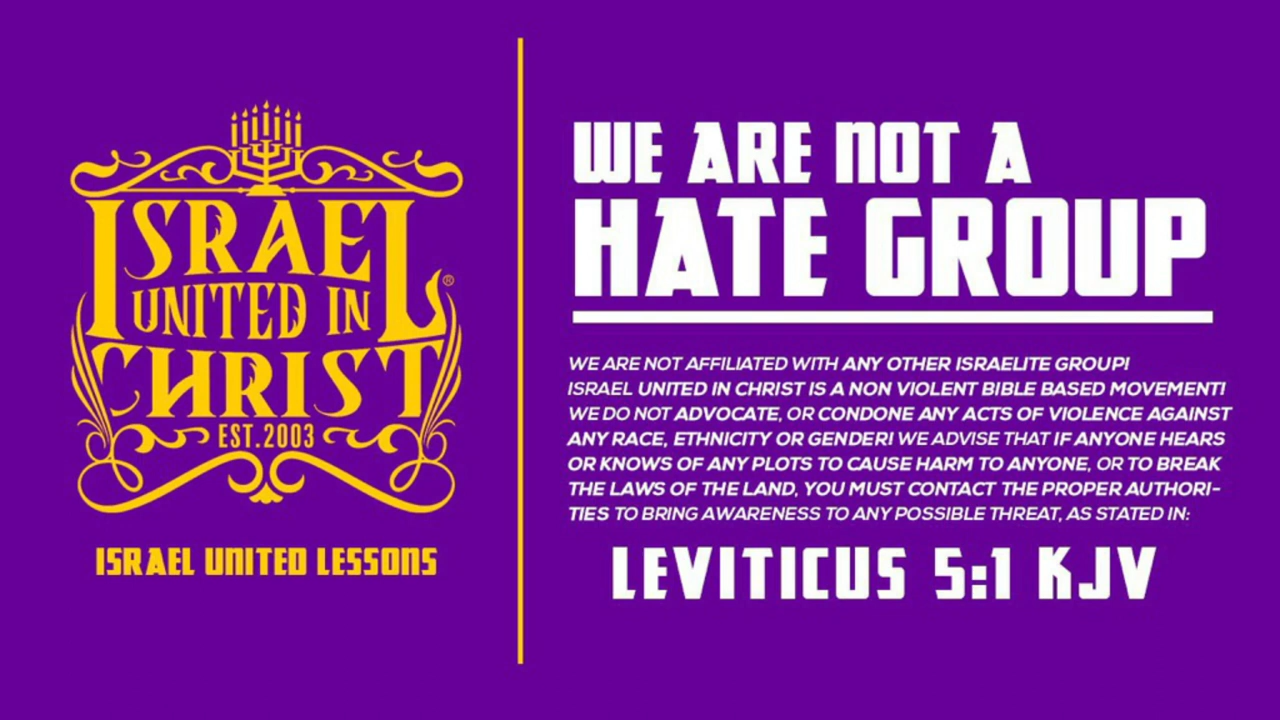 ISRAEL
UNITED IN
CHRIST®
EST.2003
ISRAEL UNITED LESSONS
WE ARE NOT A
HATE GROUP
WE ARE NOT AFFILIATED WITH ANY OTHER ISRAELITE GROUP!
ISRAEL UNITED IN CHRIST IS A NON VIOLENT BIBLE BASED MOVEMENT!
WE DO NOT ADVOCATE, OR CONDONE ANY ACTS OF VIOLENCE AGAINST
ANY RACE, ETHNICITY OR GENDER! WE ADVISE THAT IF ANYONE HEARS
OR KNOWS OF ANY PLOTS TO CAUSE HARM TO ANYONE, OR TO BREAK
THE LAWS OF THE LAND, YOU MUST CONTACT THE PROPER AUTHORI-
TIES TO BRING AWARENESS TO ANY POSSIBLE THREAT, AS STATED IN:
LEVITICUS 5:1 KJV